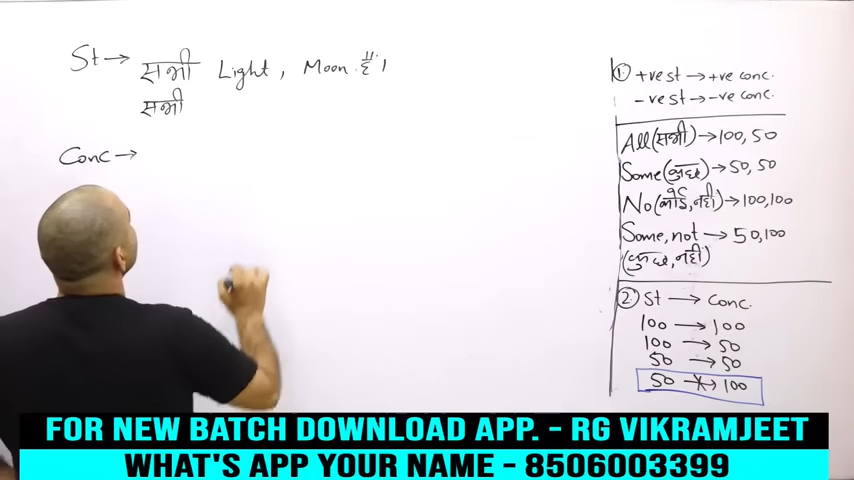 St → सभी Light, Moon हैं।
सभी
Conc →
① +ve st → +ve conc.
-ve st → -ve conc.
All (सभी) → 100, 50
Some (कुछ) → 50, 50
No (कोई, नहीं) → 100, 100
Some, not → 50, 100
(कुछ, नहीं)
② St → Conc.
100 → 100
100 → 50
50 → 50
50 ↛ 100
FOR NEW BATCH DOWNLOAD APP. - RG VIKRAMJEET
WHAT'S APP YOUR NAME - 8506003399